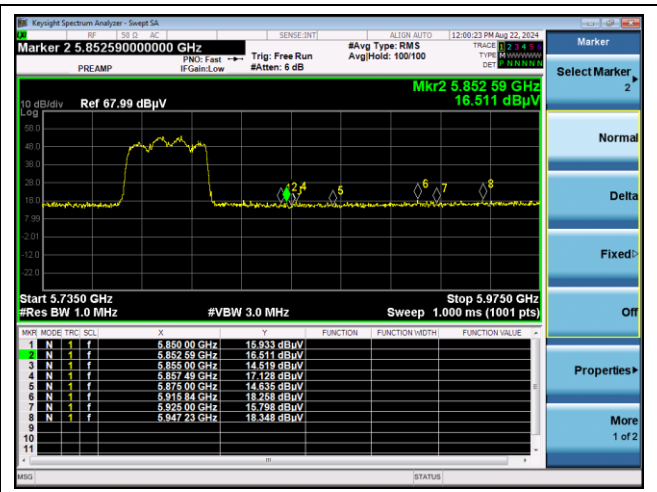 Keysight Spectrum Analyzer - Swept SA
RF 50 Ω AC SENSE:INT ALIGN AUTO 12:00:23 PM Aug 22, 2024
Marker 2 5.852590000000 GHz
PREAMP
PNO: Fast
IFGain:Low
Trig: Free Run
#Atten: 6 dB
#Avg Type: RMS
Avg|Hold: 100/100
TRACE 1 2 3 4 5 6
TYPE M WWWWW
DET P N N N N N
Mkr2 5.852 59 GHz
16.511 dBµV
10 dB/div Ref 67.99 dBµV
Log
58.0
48.0
38.0
28.0
18.0
7.99
-2.01
-12.0
-22.0
2 4 5 6 7 8
Start 5.7350 GHz Stop 5.9750 GHz
#Res BW 1.0 MHz #VBW 3.0 MHz Sweep 1.000 ms (1001 pts)
MKR MODE TRC SCL X Y FUNCTION FUNCTION WIDTH FUNCTION VALUE
1 N 1 f 5.850 00 GHz 15.933 dBµV
2 N 1 f 5.852 59 GHz 16.511 dBµV
3 N 1 f 5.855 00 GHz 14.519 dBµV
4 N 1 f 5.857 49 GHz 17.128 dBµV
5 N 1 f 5.875 00 GHz 14.635 dBµV
6 N 1 f 5.915 84 GHz 18.258 dBµV
7 N 1 f 5.925 00 GHz 15.798 dBµV
8 N 1 f 5.947 23 GHz 18.348 dBµV
9
10
11
MSG STATUS
Marker
Select Marker
2
Normal
Delta
Fixed
Off
Properties
More
1 of 2